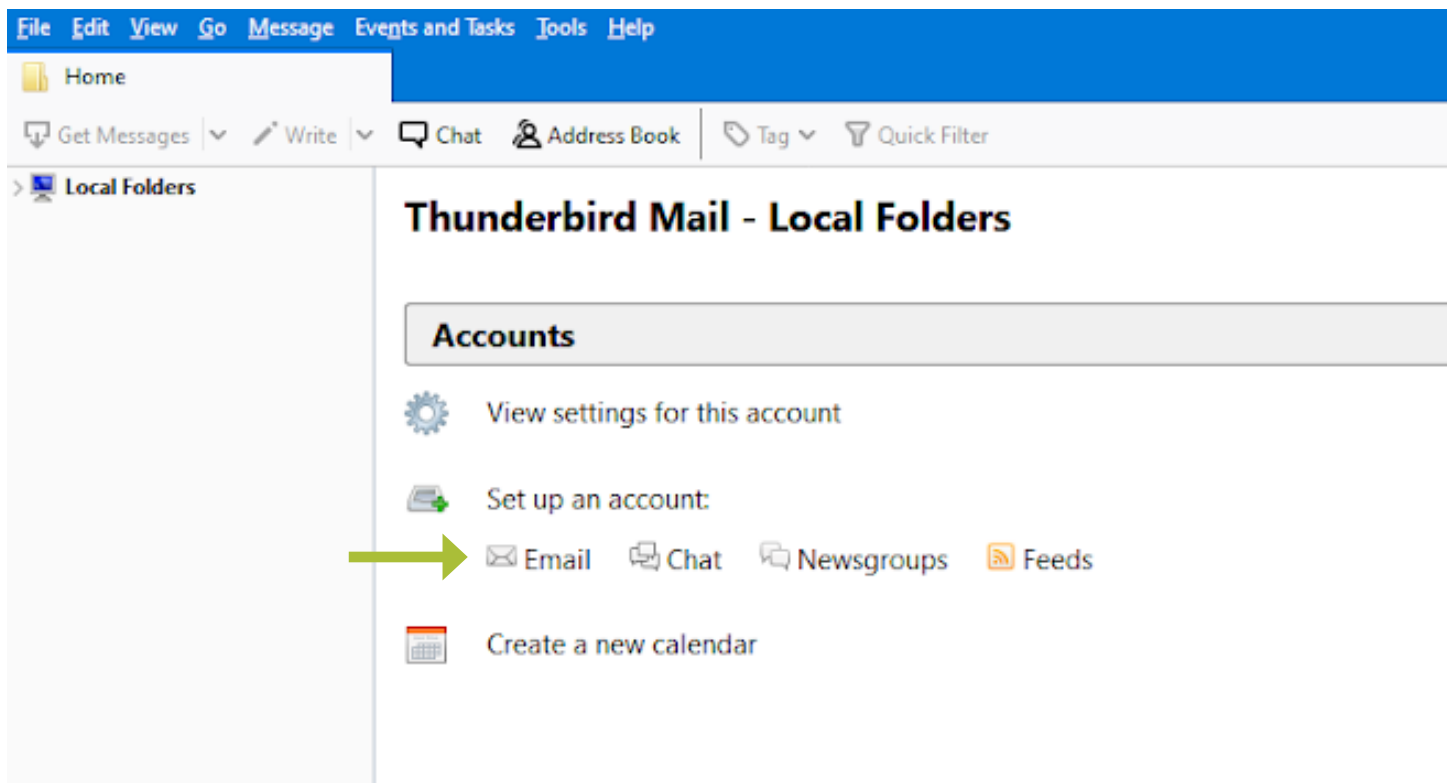 File Edit View Go Message Events and Tasks Tools Help
Home
Get Messages Write Chat Address Book Tag Quick Filter
Local Folders
Thunderbird Mail - Local Folders
Accounts
View settings for this account
Set up an account:
Email Chat Newsgroups Feeds
Create a new calendar